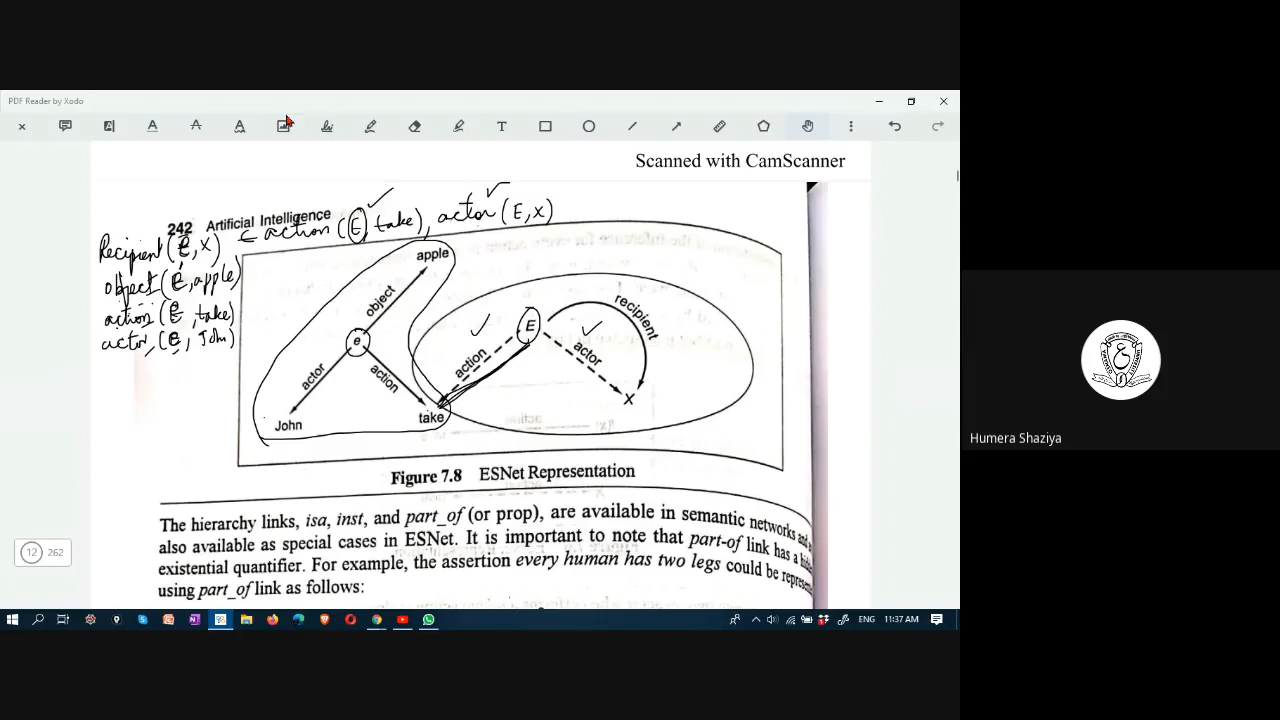 PDF Reader by Xodo
Scanned with CamScanner
242 Artificial Intelligence ← action (E, take), actor (E, X)
Recipient (e, X)
object (e, apple)
action (e, take)
actor (e, John)
apple
object
e
actor
action
John
take
E
action
actor
recipient
X
Figure 7.8 ESNet Representation
The hierarchy links, isa, inst, and part_of (or prop), are available in semantic networks and
also available as special cases in ESNet. It is important to note that part-of link has a
existential quantifier. For example, the assertion every human has two legs could be
using part_of link as follows:
12 262
ENG 11:37 AM
Humera Shaziya